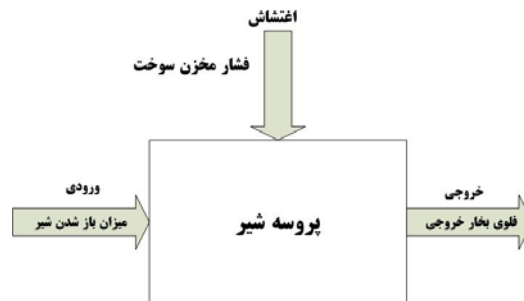 اغتشاش
فشار مخزن سوخت
ورودی
میزان باز شدن شیر
پروسه شیر
خروجی
فلوی بخار خروجی